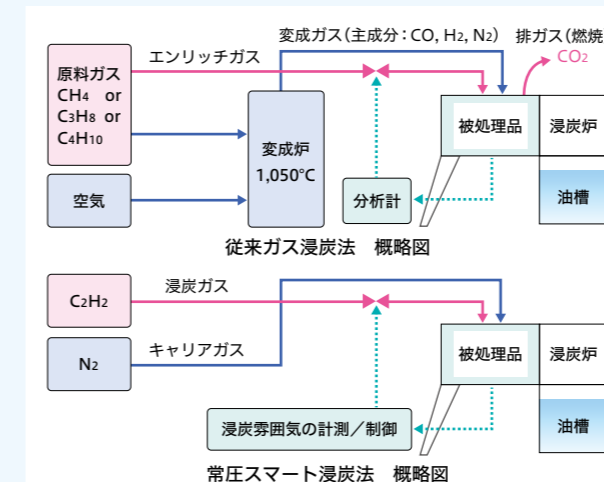 変成ガス(主成分:CO, H2, N2)
排ガス(燃焼
CO2
エンリッチガス
原料ガス
CH4 or
C3H8 or
C4H10
変成炉
1,050°C
被処理品
浸炭炉
空気
分析計
油槽
従来ガス浸炭法 概略図
C2H2
浸炭ガス
N2
キャリアガス
被処理品
浸炭炉
浸炭雰囲気の計測/制御
油槽
常圧スマート浸炭法 概略図